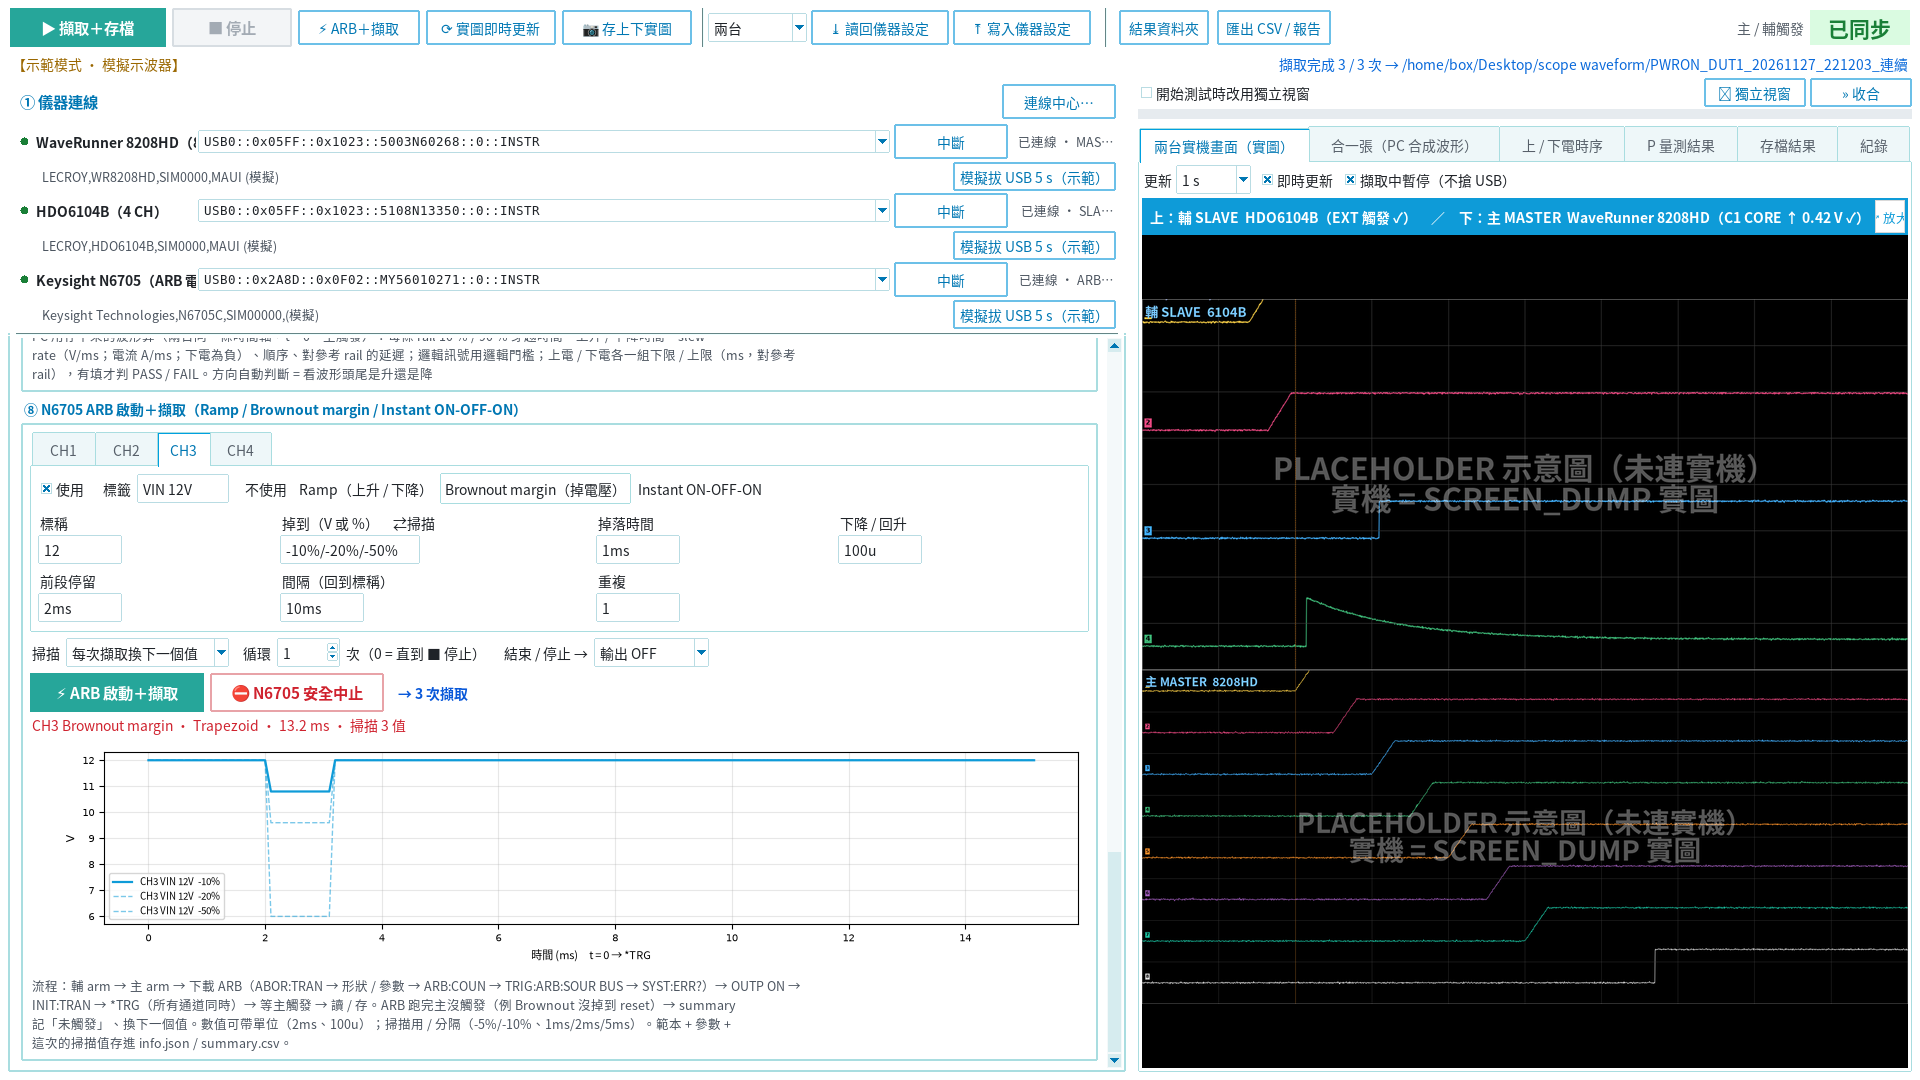 ▶ 擷取＋存檔
■ 停止
⚡ ARB＋擷取
⟳ 實圖即時更新
📷 存上下實圖
兩台
⤓ 讀回儀器設定
⤒ 寫入儀器設定
結果資料夾
匯出 CSV / 報告
主 / 輔觸發
已同步
【示範模式 · 模擬示波器】
擷取完成 3 / 3 次 → /home/box/Desktop/scope waveform/PWRON_DUT1_20261127_221203_連續
① 儀器連線
連線中心…
WaveRunner 8208HD
USB0::0x05FF::0x1023::5003N60268::0::INSTR
中斷
已連線 · MAS…
LECROY,WR8208HD,SIM0000,MAUI (模擬)
模擬拔 USB 5 s（示範）
HDO6104B（4 CH）
USB0::0x05FF::0x1023::5108N13350::0::INSTR
中斷
已連線 · SLA…
LECROY,HDO6104B,SIM0000,MAUI (模擬)
模擬拔 USB 5 s（示範）
Keysight N6705（ARB 電
USB0::0x2A8D::0x0F02::MY56010271::0::INSTR
中斷
已連線 · ARB…
Keysight Technologies,N6705C,SIM00000,(模擬)
模擬拔 USB 5 s（示範）
rate（V/ms；電流 A/ms；下電為負）、順序、對參考 rail 的延遲；邏輯訊號用邏輯門檻；上電 / 下電各一組下限 / 上限（ms，對參考
rail），有填才判 PASS / FAIL。方向自動判斷 = 看波形頭尾是升還是降
⑧ N6705 ARB 啟動＋擷取（Ramp / Brownout margin / Instant ON-OFF-ON）
CH1
CH2
CH3
CH4
使用
標籤
VIN 12V
不使用
Ramp（上升 / 下降）
Brownout margin（掉電壓）
Instant ON-OFF-ON
標稱
掉到（V 或 %）
⇄掃描
掉落時間
下降 / 回升
12
-10%/-20%/-50%
1ms
100u
前段停留
間隔（回到標稱）
重複
2ms
10ms
1
掃描
每次擷取換下一個值
循環
1
次（0 = 直到 ■ 停止）
結束 / 停止 →
輸出 OFF
⚡ ARB 啟動＋擷取
⛔ N6705 安全中止
→ 3 次擷取
CH3 Brownout margin · Trapezoid · 13.2 ms · 掃描 3 值
12
11
10
9
8
7
6
V
CH3 VIN 12V -10%
CH3 VIN 12V -20%
CH3 VIN 12V -50%
0
2
4
6
8
10
12
14
時間 (ms) t = 0 → *TRG
流程：輔 arm → 主 arm → 下載 ARB（ABOR:TRAN → 形狀 / 參數 → ARB:COUN → TRIG:ARB:SOUR BUS → SYST:ERR?）→ OUTP ON →
INIT:TRAN → *TRG（所有通道同時）→ 等主觸發 → 讀 / 存。ARB 跑完主沒觸發（例 Brownout 沒掉到 reset）→ summary
記「未觸發」、換下一個值。數值可帶單位（2ms、100u）；掃描用 / 分隔（-5%/-10%、1ms/2ms/5ms）。範本 + 參數 +
這次的掃描值存進 info.json / summary.csv。
開始測試時改用獨立視窗
獨立視窗
» 收合
兩台實機畫面（實圖）
合一張（PC 合成波形）
上 / 下電時序
P 量測結果
存檔結果
紀錄
更新
1 s
即時更新
擷取中暫停（不搶 USB）
上：輔 SLAVE HDO6104B（EXT 觸發 ✓） ／ 下：主 MASTER WaveRunner 8208HD（C1 CORE ↑ 0.42 V ✓）
輔 SLAVE 6104B
2
PLACEHOLDER 示意圖（未連實機）
實機 = SCREEN_DUMP 實圖
3
4
主 MASTER 8208HD
PLACEHOLDER 示意圖（未連實機）
實機 = SCREEN_DUMP 實圖